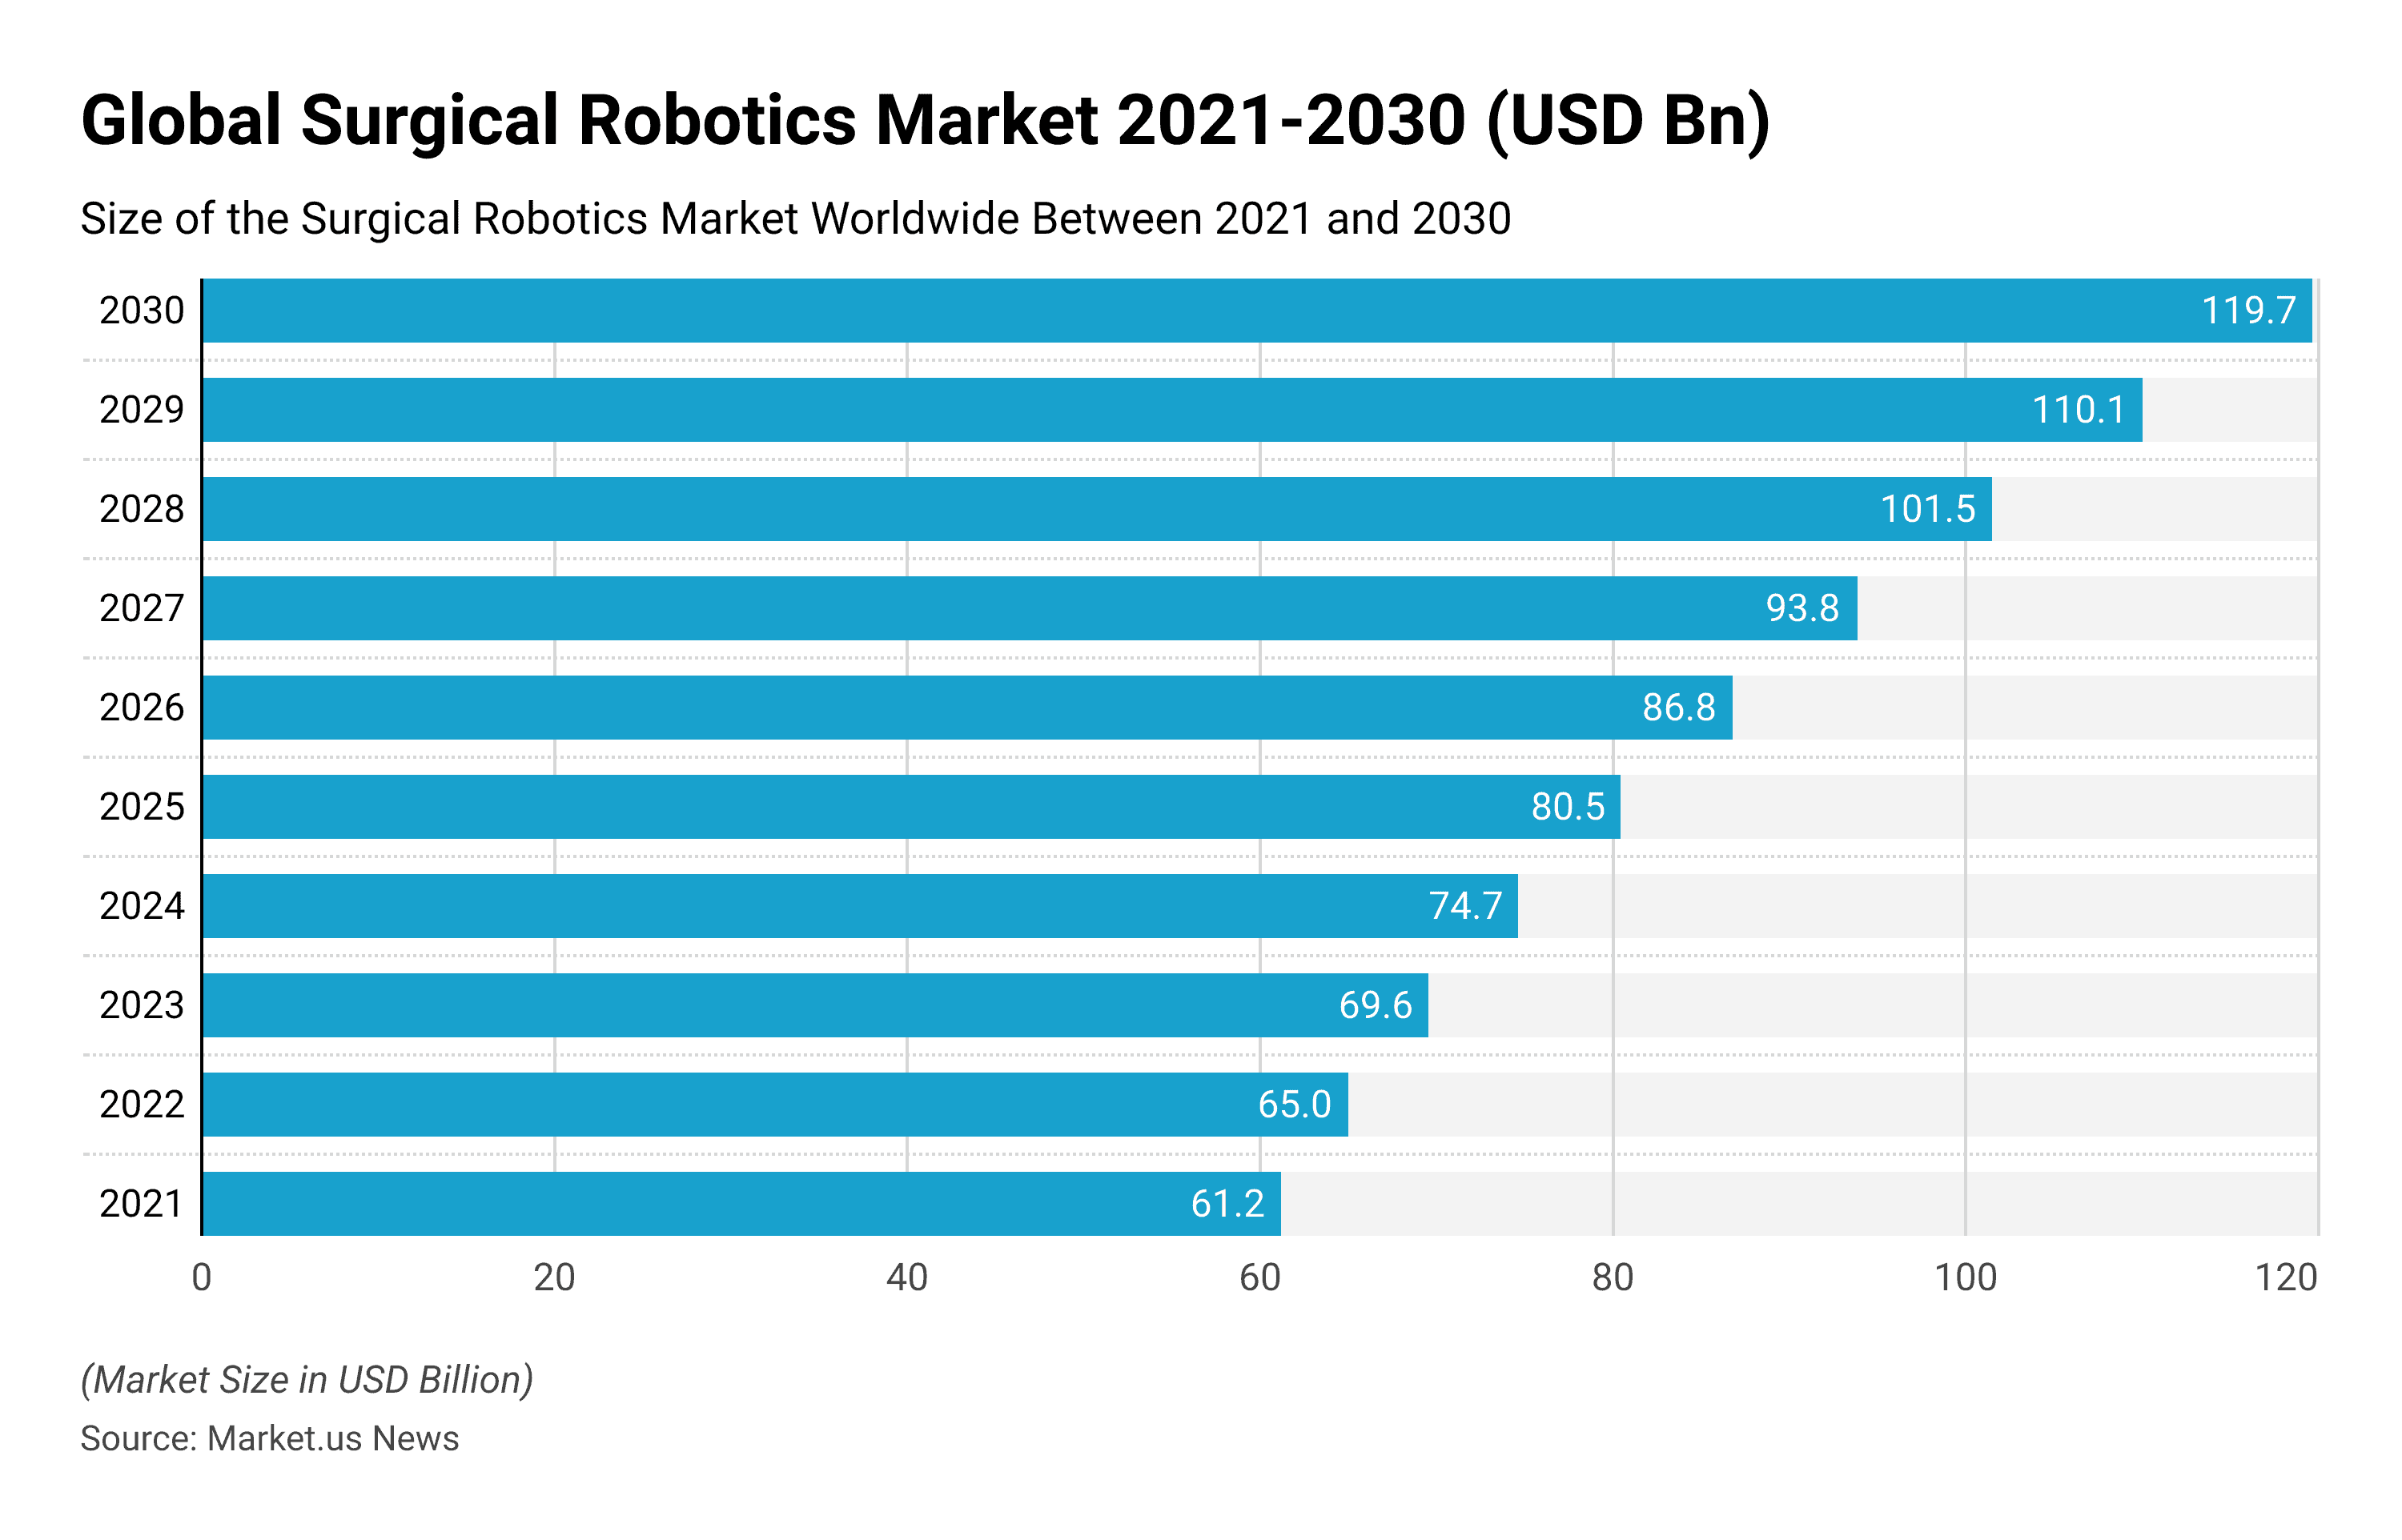 Global Surgical Robotics Market 2021-2030 (USD Bn)
Size of the Surgical Robotics Market Worldwide Between 2021 and 2030
2030 119.7
2029 110.1
2028 101.5
2027 93.8
2026 86.8
2025 80.5
2024 74.7
2023 69.6
2022 65.0
2021 61.2
0 20 40 60 80 100 120
(Market Size in USD Billion)
Source: Market.us News